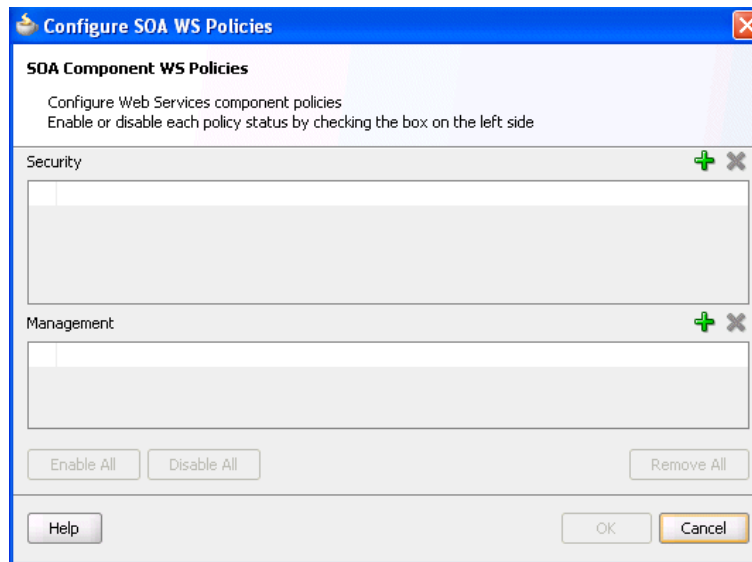 Configure SOA WS Policies
SOA Component WS Policies
Configure Web Services component policies
Enable or disable each policy status by checking the box on the left side
Security
Management
Enable All
Disable All
Remove All
Help
OK
Cancel